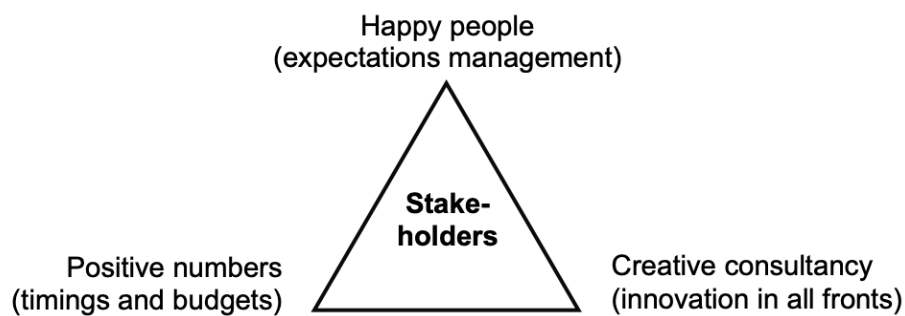 Happy people
(expectations management)
Stake-
holders
Positive numbers
(timings and budgets)
Creative consultancy
(innovation in all fronts)